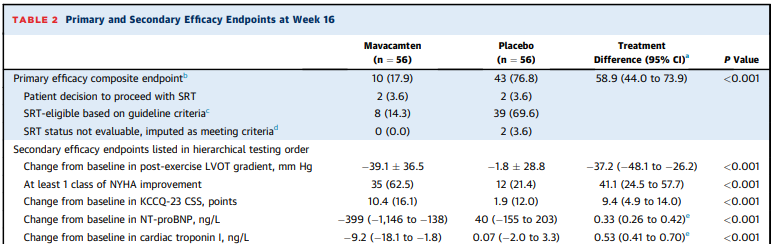 TABLE 2 Primary and Secondary Efficacy Endpoints at Week 16
Mavacamten (n = 56) Placebo (n = 56) Treatment Difference (95% CI)a P Value
Primary efficacy composite endpointb 10 (17.9) 43 (76.8) 58.9 (44.0 to 73.9) <0.001
Patient decision to proceed with SRT 2 (3.6) 2 (3.6)
SRT-eligible based on guideline criteriac 8 (14.3) 39 (69.6)
SRT status not evaluable, imputed as meeting criteriad 0 (0.0) 2 (3.6)
Secondary efficacy endpoints listed in hierarchical testing order
Change from baseline in post-exercise LVOT gradient, mm Hg −39.1 ± 36.5 −1.8 ± 28.8 −37.2 (−48.1 to −26.2) <0.001
At least 1 class of NYHA improvement 35 (62.5) 12 (21.4) 41.1 (24.5 to 57.7) <0.001
Change from baseline in KCCQ-23 CSS, points 10.4 (16.1) 1.9 (12.0) 9.4 (4.9 to 14.0) <0.001
Change from baseline in NT-proBNP, ng/L −399 (−1,146 to −138) 40 (−155 to 203) 0.33 (0.26 to 0.42)e <0.001
Change from baseline in cardiac troponin I, ng/L −9.2 (−18.1 to −1.8) 0.07 (−2.0 to 3.3) 0.53 (0.41 to 0.70)e <0.001